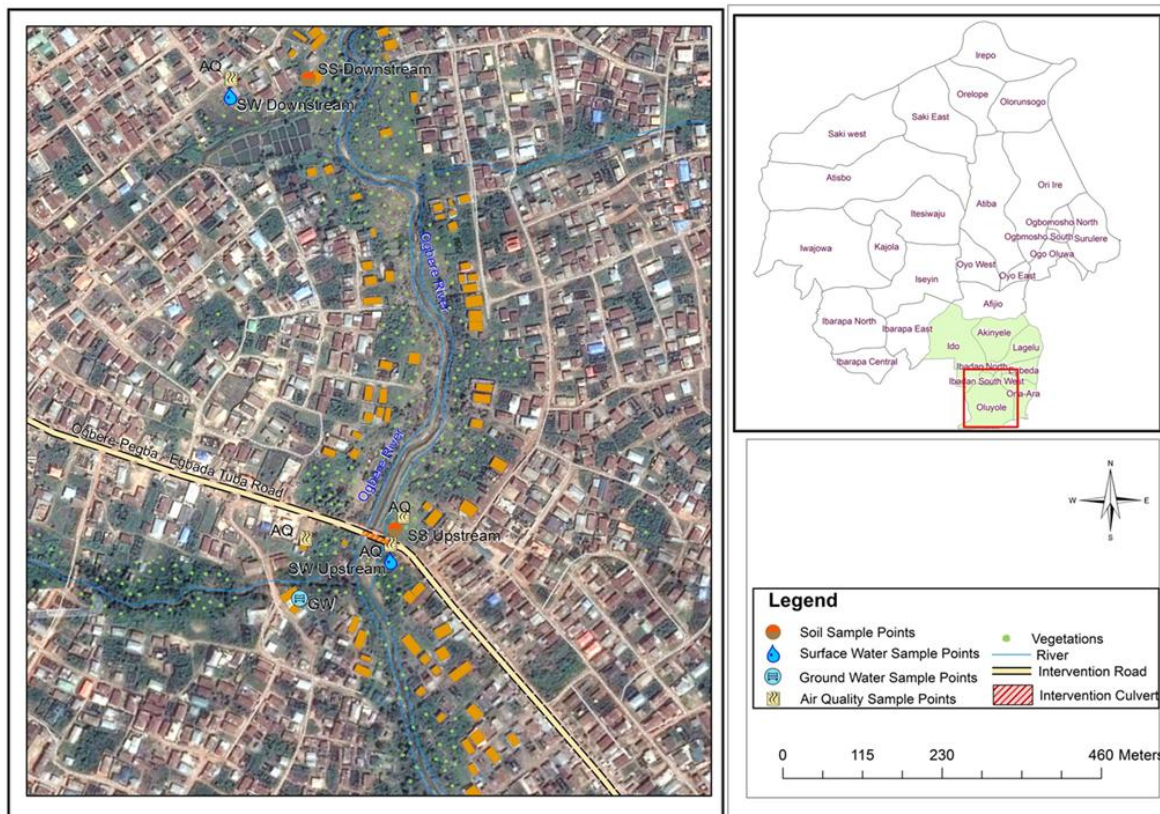 AQ
SS Downstream
SW Downstream
Ogbere River
Ogbere River
Ogbere-Pegba - Egbada Tuba Road
AQ
SS Upstream
AQ
AQ
SW Upstream
GW
Irepo
Orelope
Olorunsogo
Saki East
Saki west
Atisbo
Ori Ire
Itesiwaju
Atiba
Ogbomosho North
Iwajowa
Kajola
Ogbmosho South
Surulere
Ogo Oluwa
Oyo West
Iseyin
Oyo East
Afijio
Ibarapa North
Ibarapa East
Akinyele
Ido
Lagelu
Ibarapa Central
Ibadan North
Ibadan South West
Oluyole
N
W E
S
Legend
Soil Sample Points
Surface Water Sample Points
Ground Water Sample Points
Air Quality Sample Points
Vegetations
River
Intervention Road
Intervention Culvert
0 115 230 460 Meters